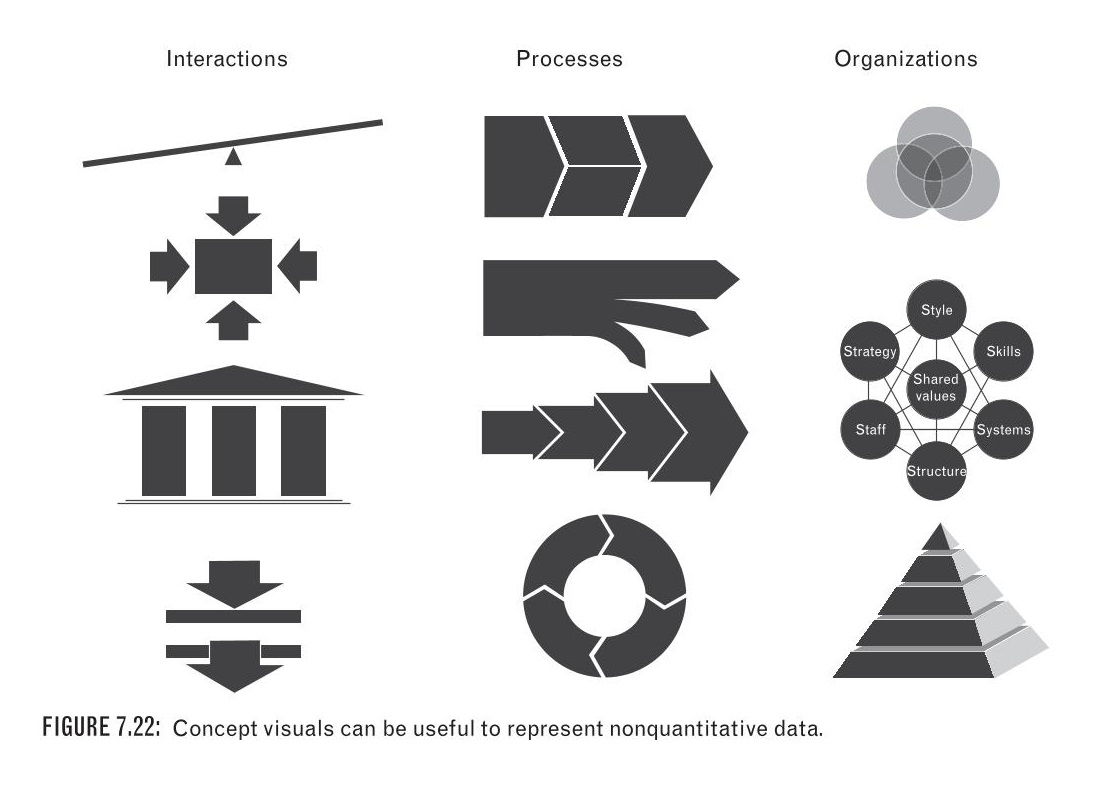 Interactions
Processes
Organizations
Style
Strategy
Skills
Shared
values
Staff
Systems
Structure
FIGURE 7.22: Concept visuals can be useful to represent nonquantitative data.